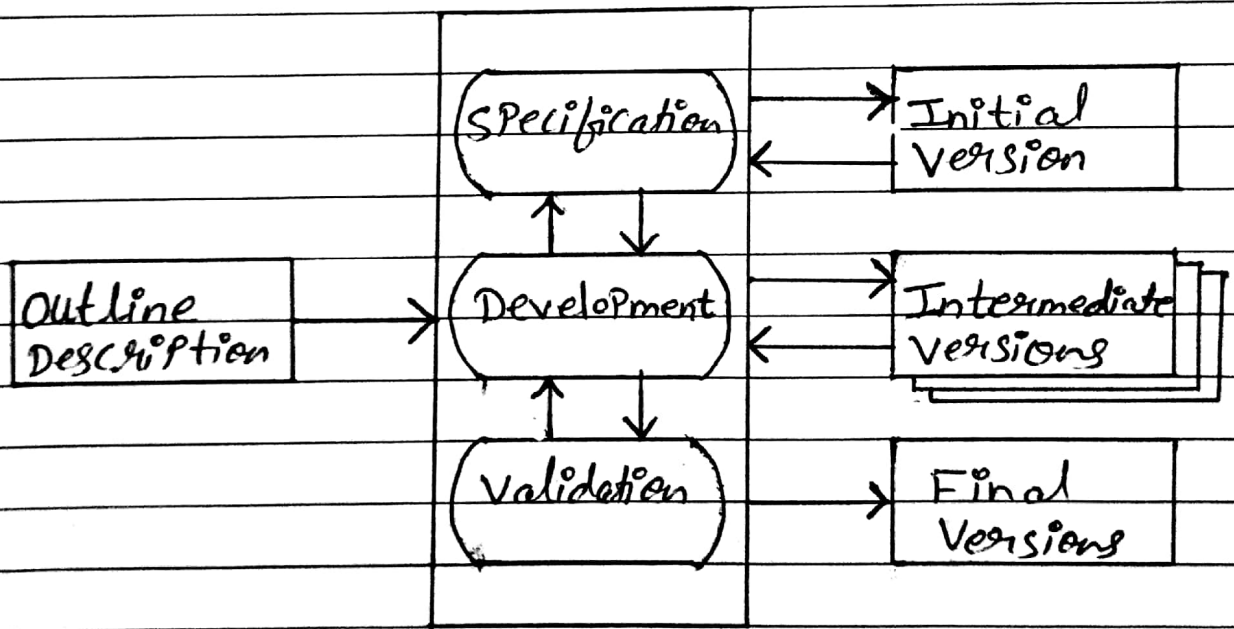 Specification
Initial
Version
Outline
Description
Development
Intermediate
Versions
Validation
Final
Versions